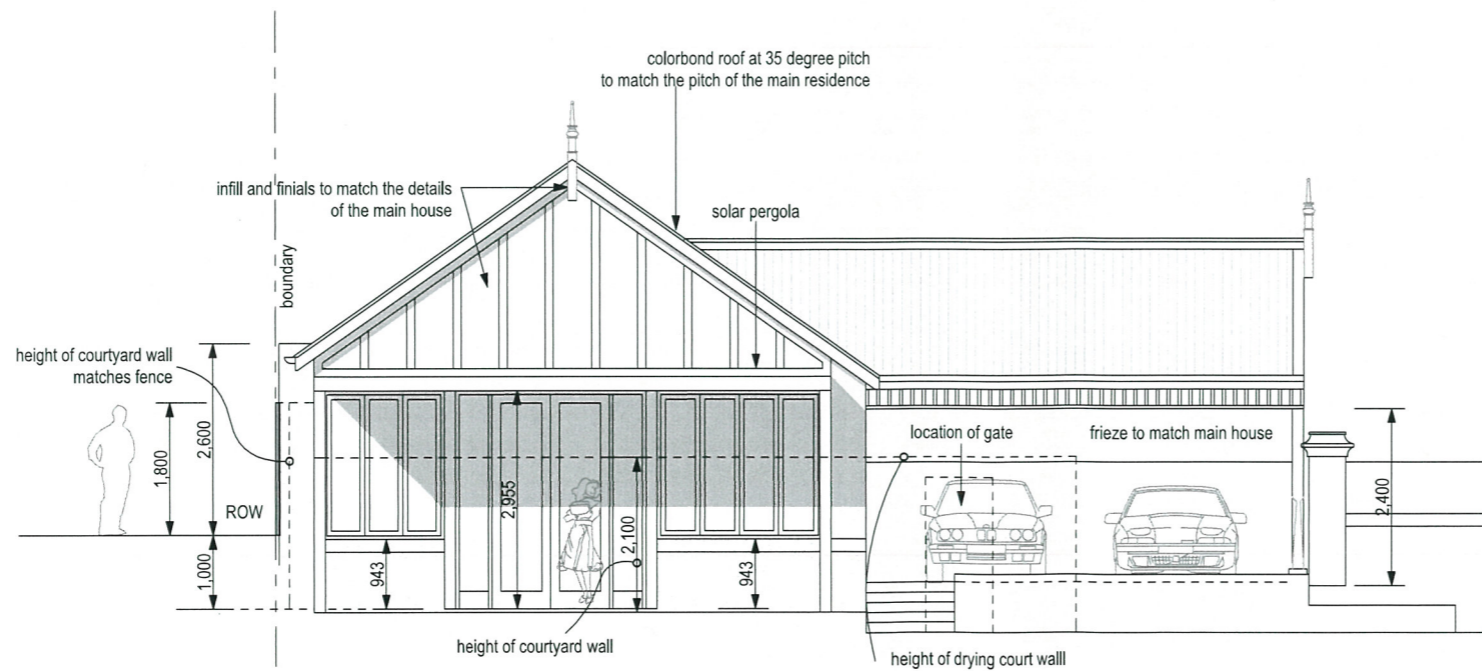 colorbond roof at 35 degree pitch
to match the pitch of the main residence
infill and finials to match the details
of the main house
solar pergola
boundary
height of courtyard wall
matches fence
2,600
1,800
ROW
1,000
943
2,955
2,100
943
location of gate
frieze to match main house
2,400
height of courtyard wall
height of drying court walll